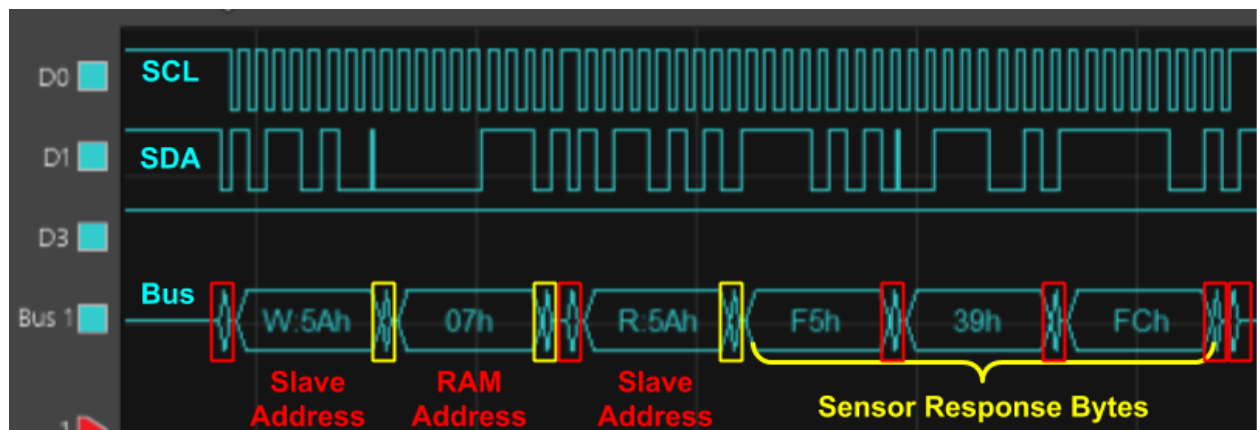 D0
SCL
D1
SDA
D3
Bus 1
Bus
W:5Ah
07h
R:5Ah
F5h
39h
FCh
Slave
Address
RAM
Address
Slave
Address
Sensor Response Bytes
1